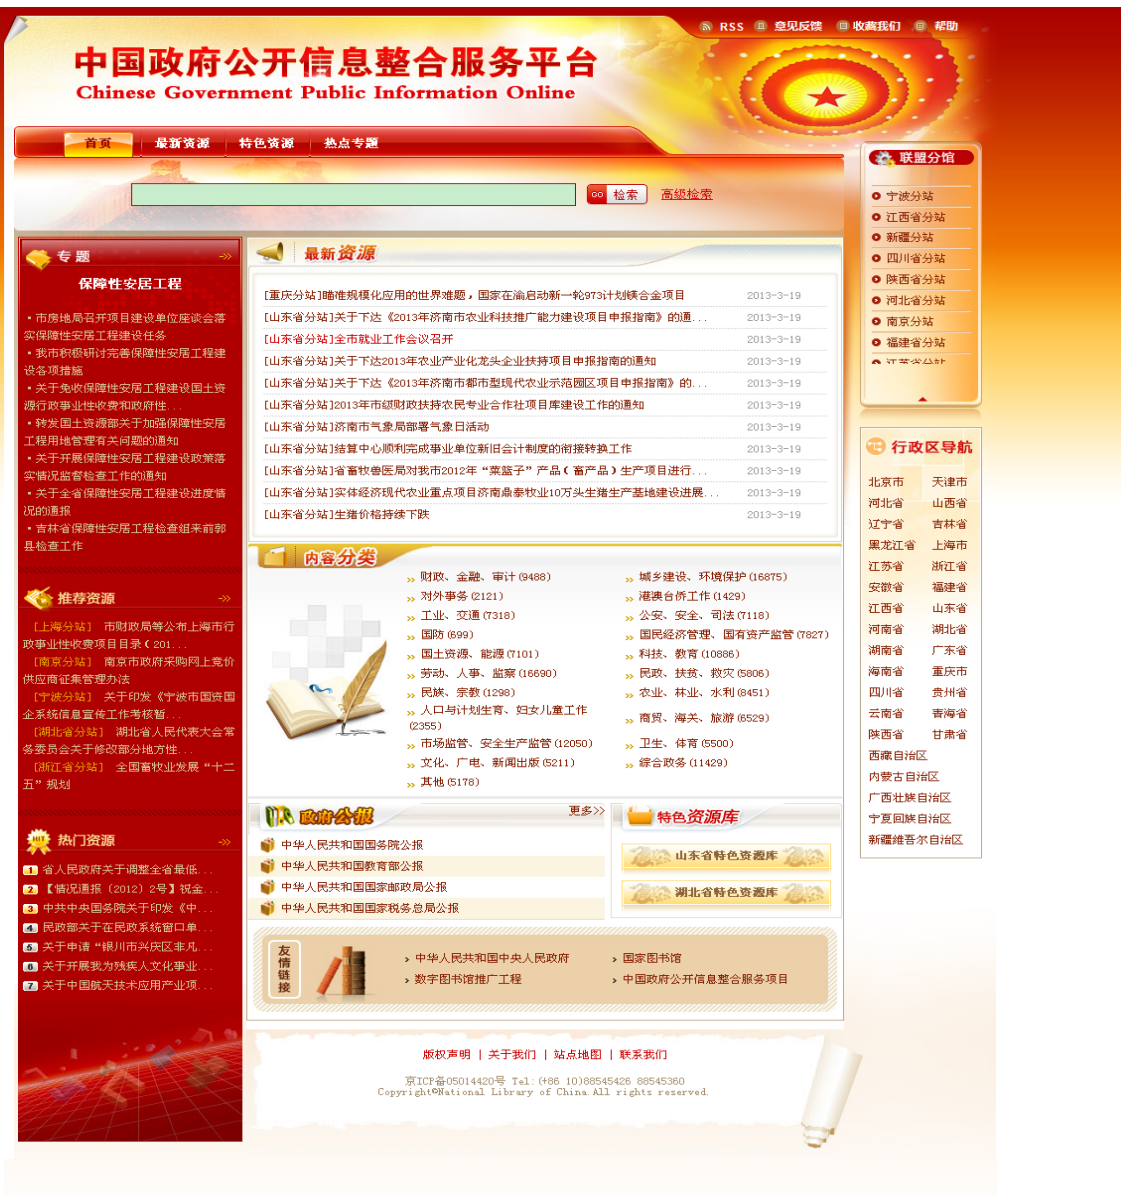 RSS 意见反馈 收藏我们 帮助
中国政府公开信息整合服务平台
Chinese Government Public Information Online
首页 最新资源 特色资源 热点专题
GO 检索 高级检索
联盟分馆
宁波分站
江西省分站
新疆分站
四川省分站
陕西省分站
河北省分站
南京分站
福建省分站
江苏省分站
专题
保障性安居工程
· 市房地局召开项目建设单位座谈会落
实保障性安居工程建设任务
· 我市积极研讨完善保障性安居工程建
设各项措施
· 关于免收保障性安居工程建设国土资
源行政事业性收费和政府性...
· 转发国土资源部关于加强保障性安居
工程用地管理有关问题的通知
· 关于开展保障性安居工程建设政策落
实情况监督检查工作的通知
· 关于全省保障性安居工程建设进度情
况的通报
· 吉林省保障性安居工程检查组来前郭
县检查工作
推荐资源
[上海分站] 市财政局等公布上海市行
政事业性收费项目目录(201...
[南京分站] 南京市政府采购网上竞价
供应商征集管理办法
[宁波分站] 关于印发《宁波市国资国
企系统信息宣传工作考核暂...
[湖北省分站] 湖北省人民代表大会常
务委员会关于修改部分地方性...
[浙江省分站] 全国畜牧业发展“十二
五”规划
HIT 热门资源
1 省人民政府关于调整全省最低...
2 【情况通报〔2012〕2号】祝金...
3 中共中央国务院关于印发《中...
4 民政部关于在民政系统窗口单...
5 关于申请“银川市兴庆区非凡...
6 关于开展我为残疾人文化事业...
7 关于中国航天技术应用产业项...
最新资源
[重庆分站]瞄准规模化应用的世界难题，国家在渝启动新一轮973计划镁合金项目 2013-3-19
[山东省分站]关于下达《2013年济南市农业科技推广能力建设项目申报指南》的通... 2013-3-19
[山东省分站]全市就业工作会议召开 2013-3-19
[山东省分站]关于下达2013年农业产业化龙头企业扶持项目申报指南的通知 2013-3-19
[山东省分站]关于下达《2013年济南市都市型现代农业示范园区项目申报指南》的... 2013-3-19
[山东省分站]2013年市级财政扶持农民专业合作社项目库建设工作的通知 2013-3-19
[山东省分站]济南市气象局部署气象日活动 2013-3-19
[山东省分站]结算中心顺利完成事业单位新旧会计制度的衔接转换工作 2013-3-19
[山东省分站]省畜牧兽医局对我市2012年“菜篮子”产品(畜产品)生产项目进行... 2013-3-19
[山东省分站]实体经济现代农业重点项目济南鼎泰牧业10万头生猪生产基地建设进展... 2013-3-19
[山东省分站]生猪价格持续下跌 2013-3-19
内容分类
财政、金融、审计(9488) 城乡建设、环境保护(16875)
对外事务(2121) 港澳台侨工作(1429)
工业、交通(7318) 公安、安全、司法(7118)
国防(699) 国民经济管理、国有资产监管(7827)
国土资源、能源(7101) 科技、教育(10886)
劳动、人事、监察(16690) 民政、扶贫、救灾(5806)
民族、宗教(1298) 农业、林业、水利(8451)
人口与计划生育、妇女儿童工作
(2355) 商贸、海关、旅游(6529)
市场监管、安全生产监管(12050) 卫生、体育(5500)
文化、广电、新闻出版(5211) 综合政务(11429)
其他(5178)
政府公报 更多>>
中华人民共和国国务院公报
中华人民共和国教育部公报
中华人民共和国国家邮政局公报
中华人民共和国国家税务总局公报
特色资源库
山东省特色资源库
湖北省特色资源库
友情链接
中华人民共和国中央人民政府 国家图书馆
数字图书馆推广工程 中国政府公开信息整合服务项目
行政区导航
北京市 天津市
河北省 山西省
辽宁省 吉林省
黑龙江省 上海市
江苏省 浙江省
安徽省 福建省
江西省 山东省
河南省 湖北省
湖南省 广东省
海南省 重庆市
四川省 贵州省
云南省 青海省
陕西省 甘肃省
西藏自治区
内蒙古自治区
广西壮族自治区
宁夏回族自治区
新疆维吾尔自治区
版权声明 | 关于我们 | 站点地图 | 联系我们
京ICP备05014420号 Tel:(+86 10)88545426 88545360
Copyright©National Library of China.All rights reserved.